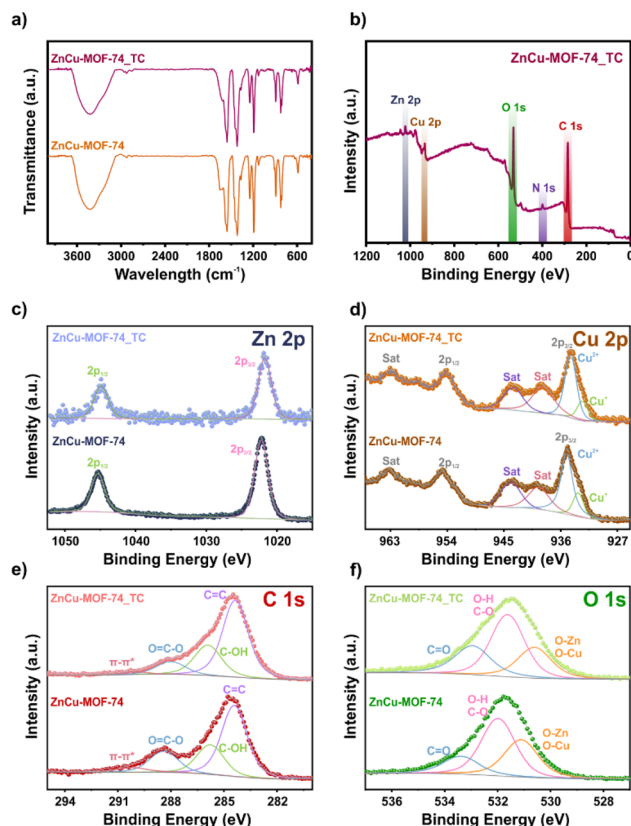 a)
ZnCu-MOF-74_TC
ZnCu-MOF-74
Transmittance (a.u.)
3600 3000 2400 1800 1200 600
Wavelength (cm⁻¹)
b)
ZnCu-MOF-74_TC
Zn 2p
Cu 2p
O 1s
N 1s
C 1s
Intensity (a.u.)
1200 1000 800 600 400 200 0
Binding Energy (eV)
c)
Zn 2p
ZnCu-MOF-74_TC
2p₁/₂
2p₃/₂
ZnCu-MOF-74
2p₁/₂
2p₃/₂
Intensity (a.u.)
1050 1040 1030 1020
Binding Energy (eV)
d)
Cu 2p
ZnCu-MOF-74_TC
Sat
2p₁/₂
Sat
Sat
2p₃/₂
Cu²⁺
Cu⁺
ZnCu-MOF-74
Sat
2p₁/₂
Sat
Sat
2p₃/₂
Cu²⁺
Cu⁺
Intensity (a.u.)
963 954 945 936 927
Binding Energy (eV)
e)
C 1s
ZnCu-MOF-74_TC
C=C
O=C-O
C-OH
π-π*
ZnCu-MOF-74
C=C
O=C-O
C-OH
π-π*
Intensity (a.u.)
294 291 288 285 282
Binding Energy (eV)
f)
O 1s
ZnCu-MOF-74_TC
O-H
C-O
C=O
O-Zn
O-Cu
ZnCu-MOF-74
O-H
C-O
C=O
O-Zn
O-Cu
Intensity (a.u.)
536 534 532 530 528
Binding Energy (eV)